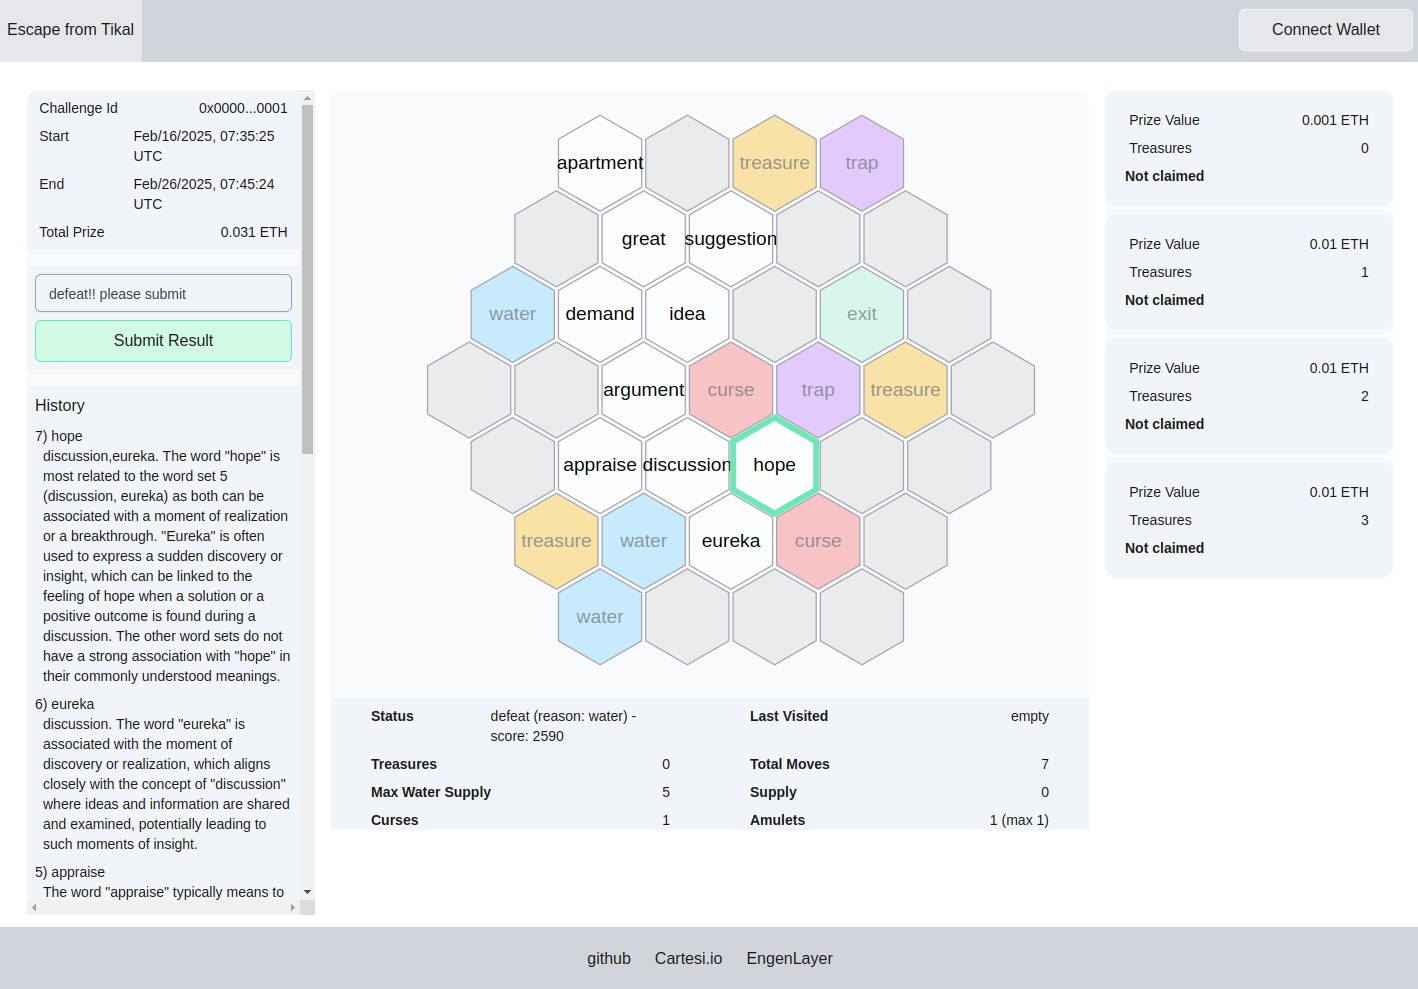 Escape from Tikal
Connect Wallet
Challenge Id 0x0000...0001
Start Feb/16/2025, 07:35:25
UTC
End Feb/26/2025, 07:45:24
UTC
Total Prize 0.031 ETH
defeat!! please submit
Submit Result
History
7) hope
discussion,eureka. The word "hope" is
most related to the word set 5
(discussion, eureka) as both can be
associated with a moment of realization
or a breakthrough. "Eureka" is often
used to express a sudden discovery or
insight, which can be linked to the
feeling of hope when a solution or a
positive outcome is found during a
discussion. The other word sets do not
have a strong association with "hope" in
their commonly understood meanings.
6) eureka
discussion. The word "eureka" is
associated with the moment of
discovery or realization, which aligns
closely with the concept of "discussion"
where ideas and information are shared
and examined, potentially leading to
such moments of insight.
5) appraise
The word "appraise" typically means to
apartment treasure trap
great suggestion
water demand idea exit
argument curse trap treasure
appraise discussion hope
treasure water eureka curse
water
Status defeat (reason: water) -
score: 2590
Last Visited empty
Treasures 0 Total Moves 7
Max Water Supply 5 Supply 0
Curses 1 Amulets 1 (max 1)
Prize Value 0.001 ETH
Treasures 0
Not claimed
Prize Value 0.01 ETH
Treasures 1
Not claimed
Prize Value 0.01 ETH
Treasures 2
Not claimed
Prize Value 0.01 ETH
Treasures 3
Not claimed
github Cartesi.io EngenLayer